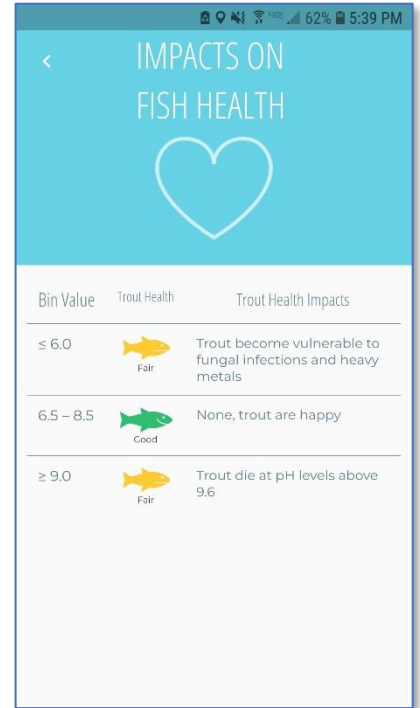 62% 5:39 PM
IMPACTS ON
FISH HEALTH
Bin Value Trout Health Trout Health Impacts
≤ 6.0
Fair
Trout become vulnerable to
fungal infections and heavy
metals
6.5 – 8.5
Good
None, trout are happy
≥ 9.0
Fair
Trout die at pH levels above
9.6